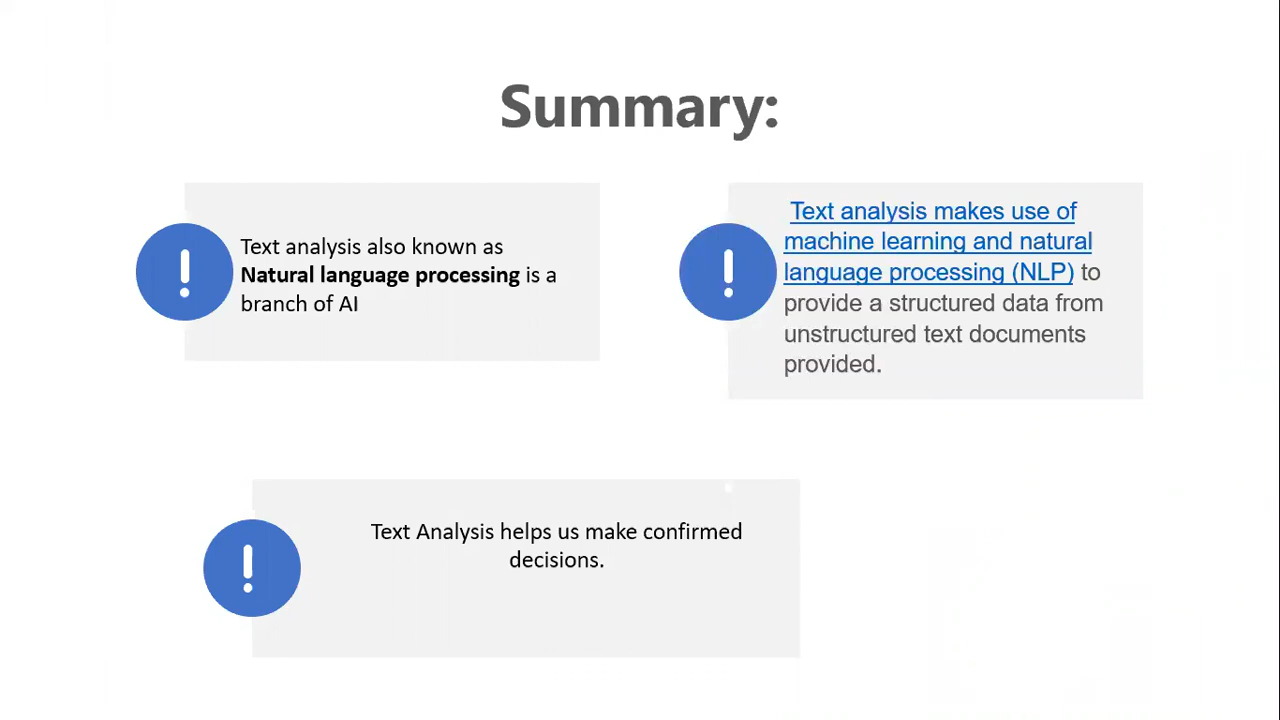 Summary:
Text analysis also known as
Natural language processing is a
branch of AI
Text analysis makes use of
machine learning and natural
language processing (NLP) to
provide a structured data from
unstructured text documents
provided.
Text Analysis helps us make confirmed
decisions.